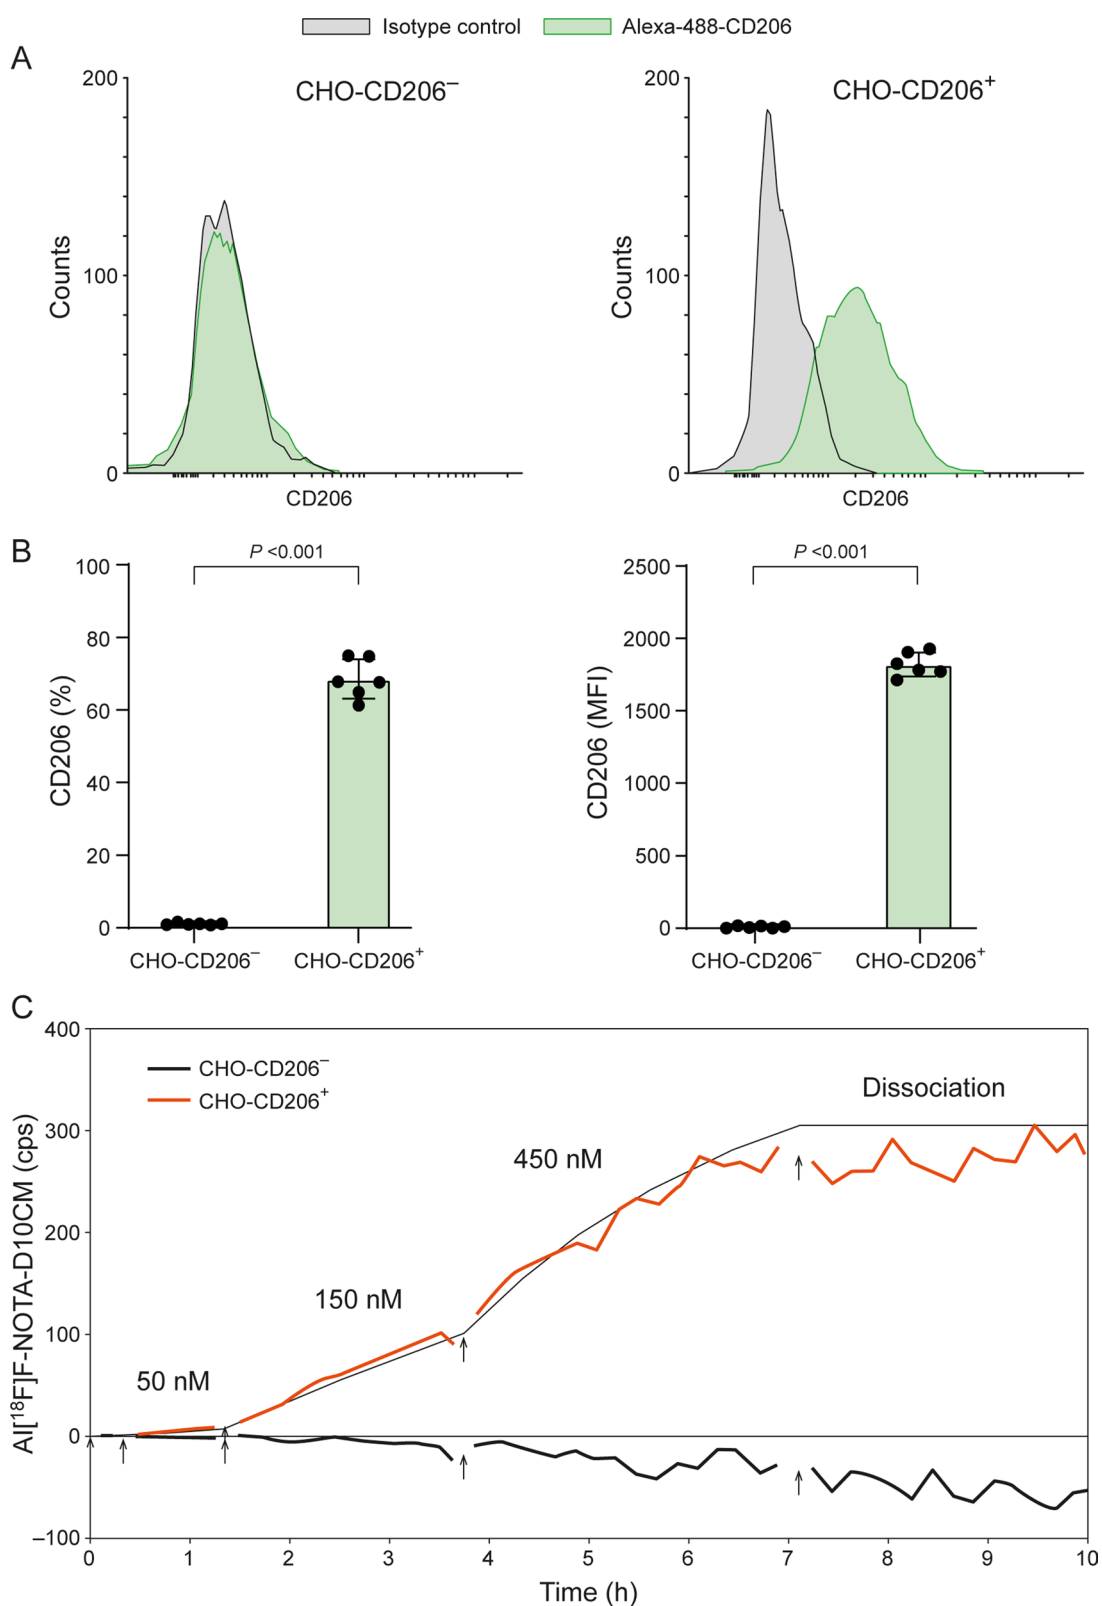 Isotype control Alexa-488-CD206
A
CHO-CD206⁻ CHO-CD206⁺
200 200
Counts Counts
100 100
0 0
CD206 CD206
B
P <0.001 P <0.001
100 2500
80 2000
60 1500
40 1000
20 500
0 0
CD206 (%) CD206 (MFI)
CHO-CD206⁻ CHO-CD206⁺ CHO-CD206⁻ CHO-CD206⁺
C
400
CHO-CD206⁻
CHO-CD206⁺
Dissociation
300
450 nM
200
150 nM
100
50 nM
0
–100
Al[¹⁸F]F-NOTA-D10CM (cps)
0 1 2 3 4 5 6 7 8 9 10
Time (h)